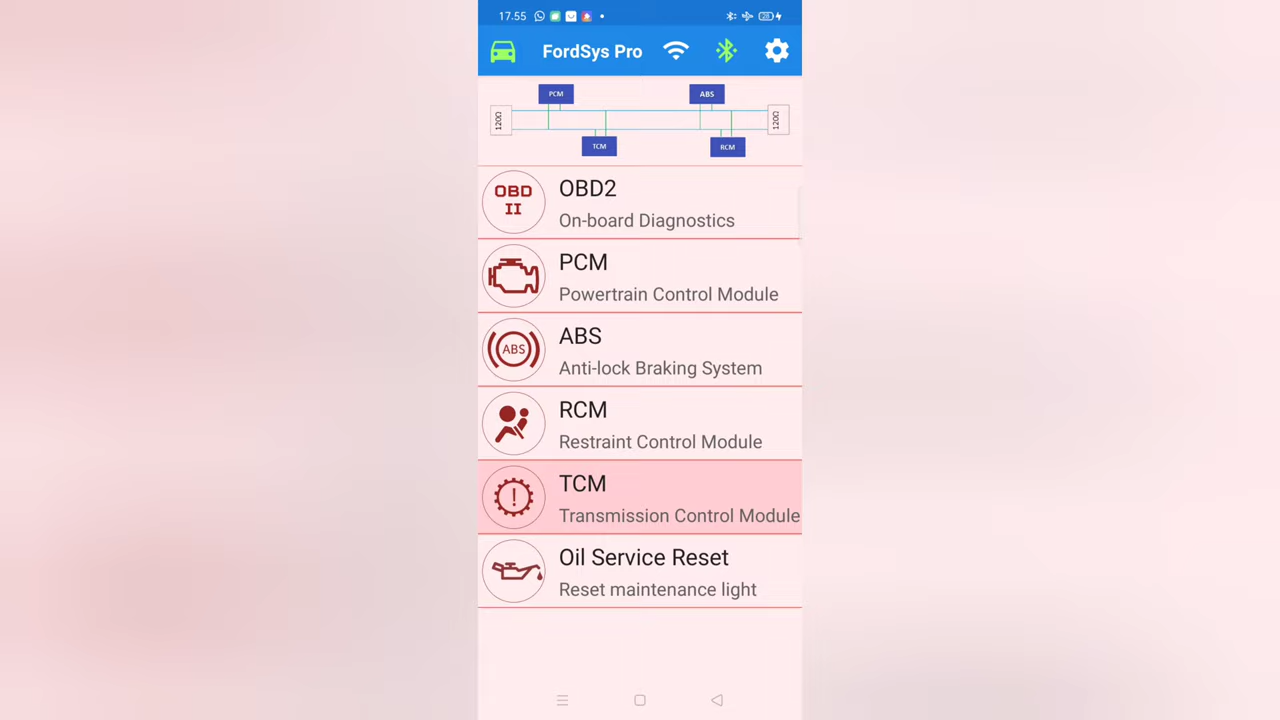 17.55
28
FordSys Pro
PCM
ABS
120Ω
120Ω
TCM
RCM
OBD
II
OBD2
On-board Diagnostics
PCM
Powertrain Control Module
ABS
ABS
Anti-lock Braking System
RCM
Restraint Control Module
!
TCM
Transmission Control Module
Oil Service Reset
Reset maintenance light